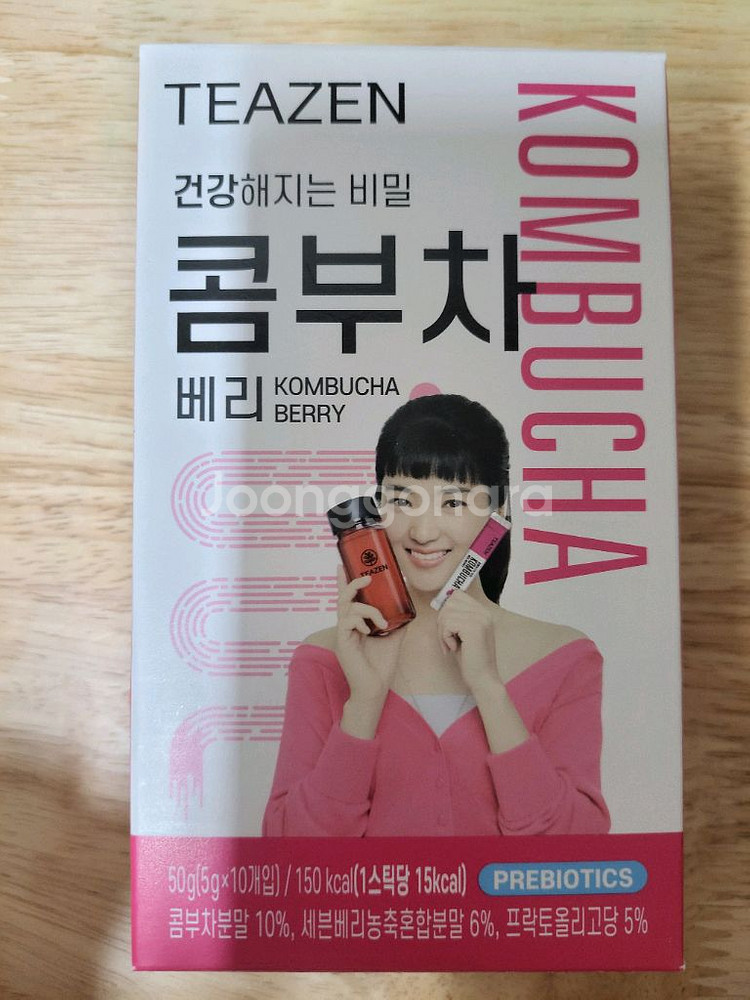 TEAZEN
KOMBUCHA
건강해지는 비밀
콤부차
베리 KOMBUCHA
BERRY
Joonggonara
TEAZEN
TEAZEN
KOMBUCHA
50g(5g×10개입) / 150 kcal(1스틱당 15kcal) PREBIOTICS
콤부차분말 10%, 세븐베리농축혼합분말 6%, 프락토올리고당 5%